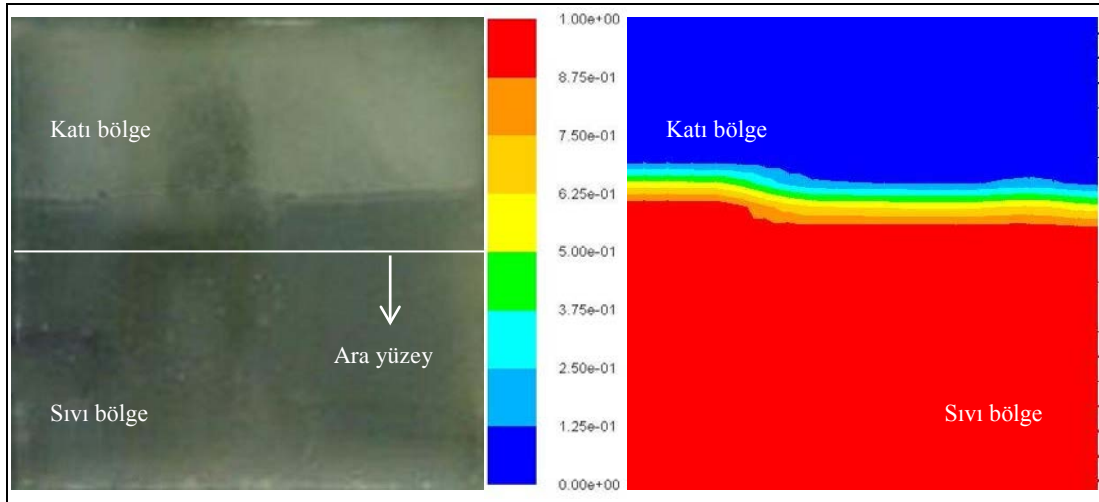 Katı bölge
Ara yüzey
Sıvı bölge
1.00e+00
8.75e-01
7.50e-01
6.25e-01
5.00e-01
3.75e-01
2.50e-01
1.25e-01
0.00e+00
Katı bölge
Sıvı bölge